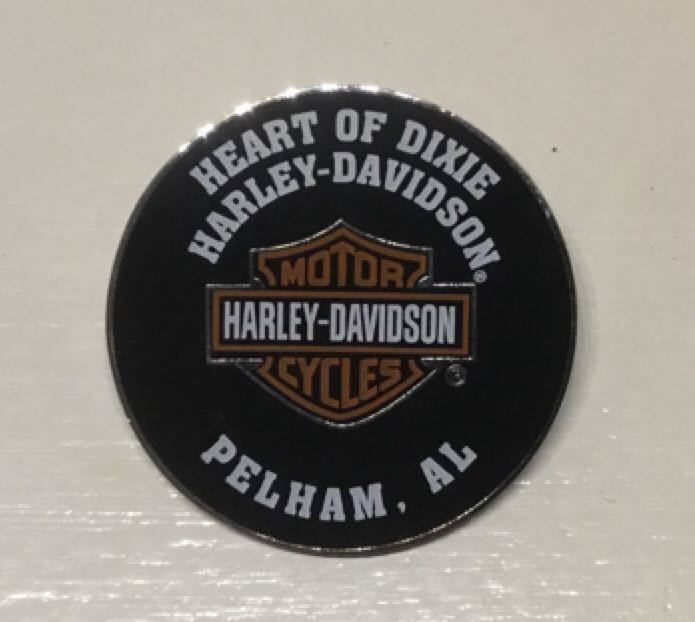 HEART OF DIXIE
HARLEY-DAVIDSON®
MOTOR
HARLEY-DAVIDSON
CYCLES
®
PELHAM, AL